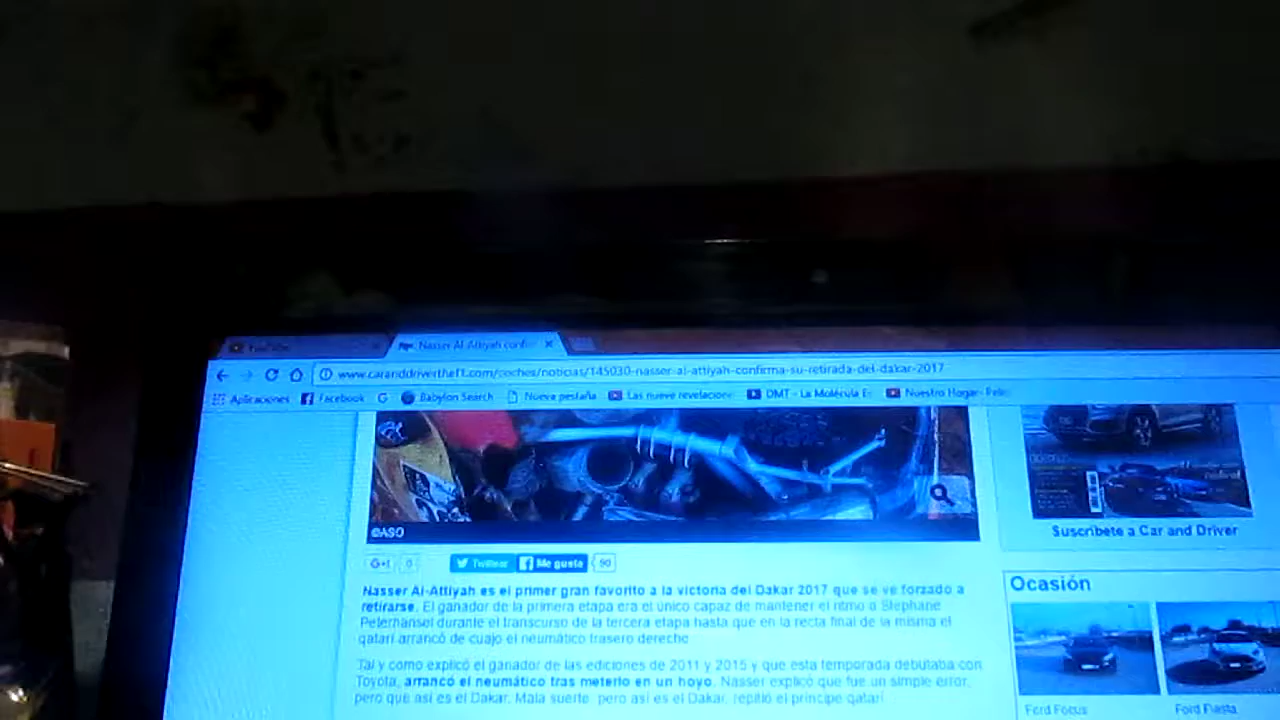 YouTube
Nasser Al-Attiyah confir
www.caranddriverthef1.com/coches/noticias/145030-nasser-al-attiyah-confirma-su-retirada-del-dakar-2017
Aplicaciones Facebook G Babylon Search Nueva pestaña Las nueve revelacione DMT - La Molécula Es Nuestro Hogar- Pelic
©ASO
Suscríbete a Car and Driver
G+1 0 Twittear Me gusta 90
Ocasión
Nasser Al-Attiyah es el primer gran favorito a la victoria del Dakar 2017 que se ve forzado a
retirarse. El ganador de la primera etapa era el único capaz de mantener el ritmo a Stephane
Peterhansel durante el transcurso de la tercera etapa hasta que en la recta final de la misma el
qatarí arrancó de cuajo el neumático trasero derecho.
Tal y como explicó el ganador de las ediciones de 2011 y 2015 y que esta temporada debutaba con
Toyota, arrancó el neumático tras meterlo en un hoyo. Nasser explicó que fue un simple error,
pero que así es el Dakar. Mala suerte, pero así es el Dakar, repitió el príncipe qatarí.
Ford Focus
Ford Fiesta